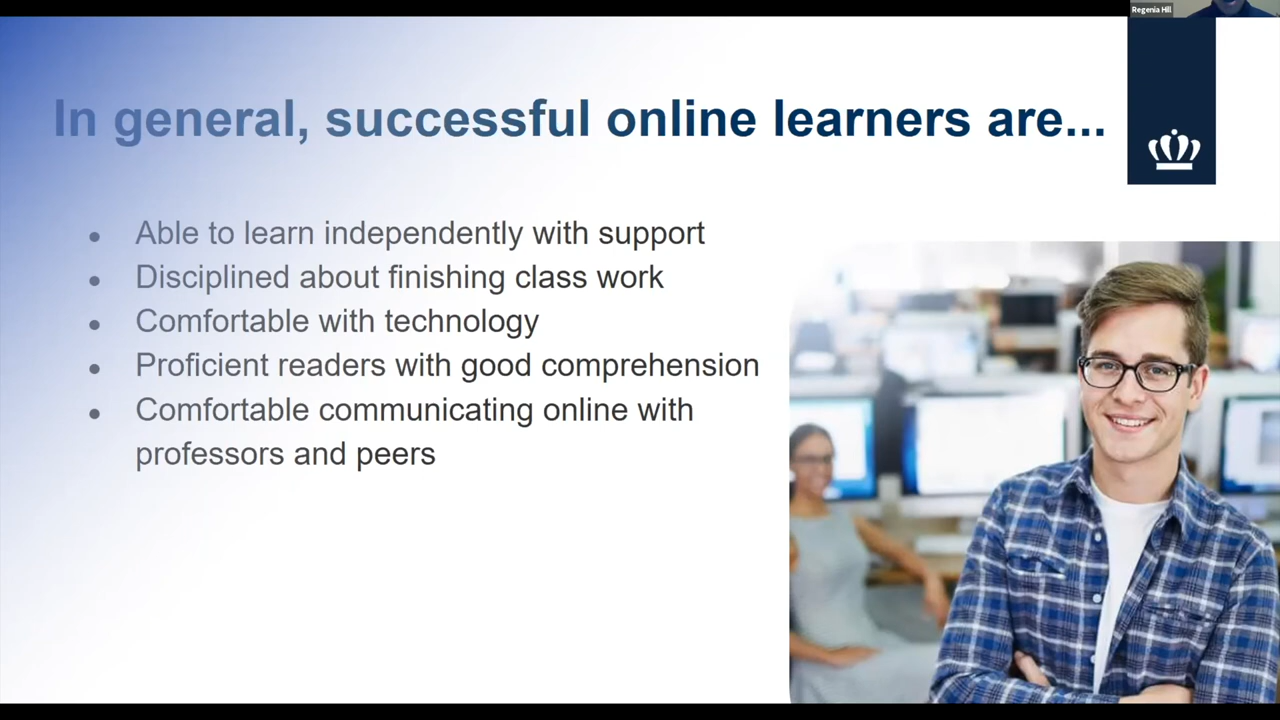 Regenia Hill
In general, successful online learners are...
● Able to learn independently with support
● Disciplined about finishing class work
● Comfortable with technology
● Proficient readers with good comprehension
● Comfortable communicating online with
professors and peers